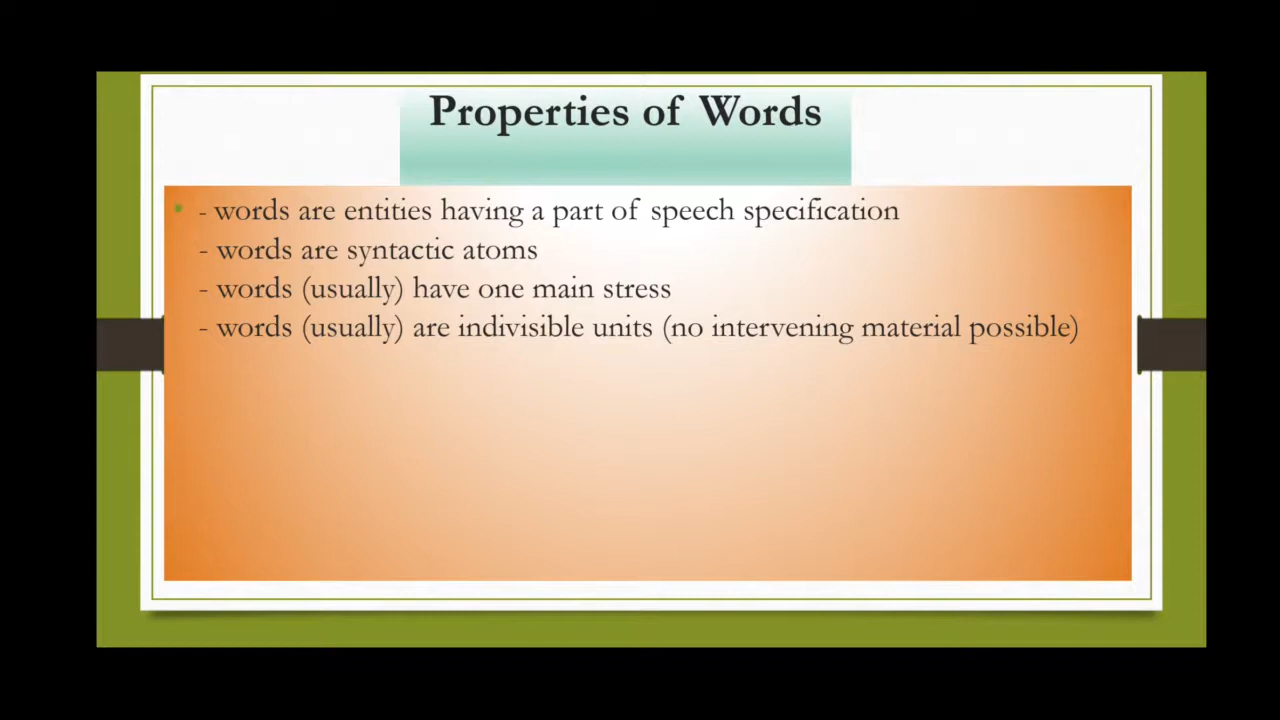 Properties of Words
• - words are entities having a part of speech specification
- words are syntactic atoms
- words (usually) have one main stress
- words (usually) are indivisible units (no intervening material possible)